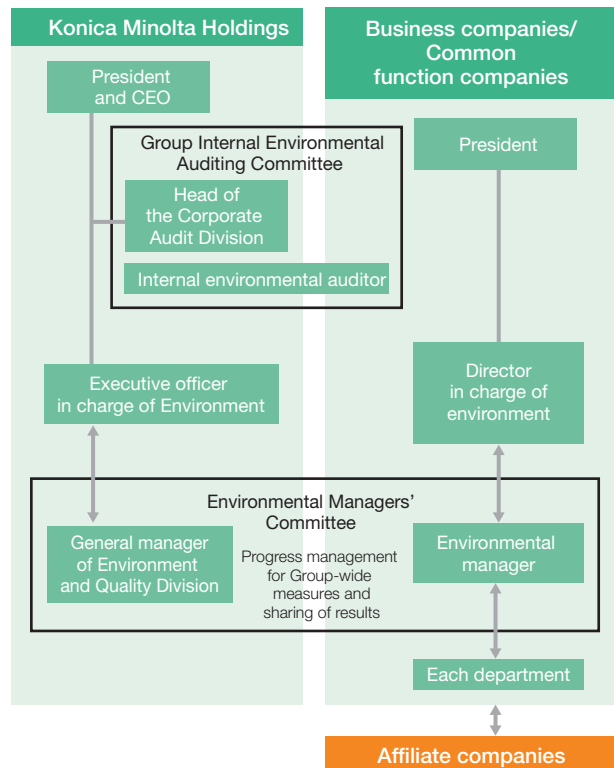 Konica Minolta Holdings
President
and CEO
Group Internal Environmental
Auditing Committee
Head of
the Corporate
Audit Division
Internal environmental auditor
Executive officer
in charge of Environment
Business companies/
Common
function companies
President
Director
in charge of
environment
Environmental Managers'
Committee
General manager
of Environment
and Quality Division
Progress management
for Group-wide
measures and
sharing of results
Environmental
manager
Each department
Affiliate companies